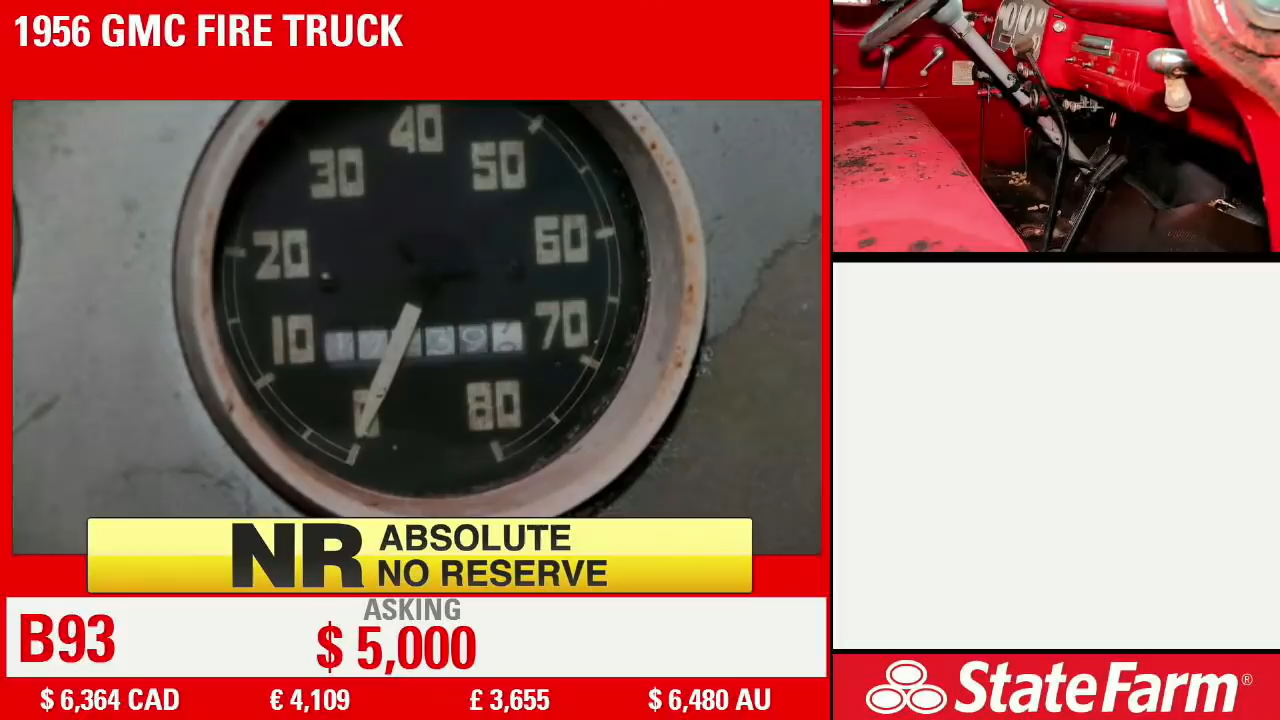 1956 GMC FIRE TRUCK
40
30
50
20
60
10
70
80
NR ABSOLUTE
NO RESERVE
ASKING
B93
$ 5,000
$ 6,364 CAD
€ 4,109
£ 3,655
$ 6,480 AU
StateFarm®